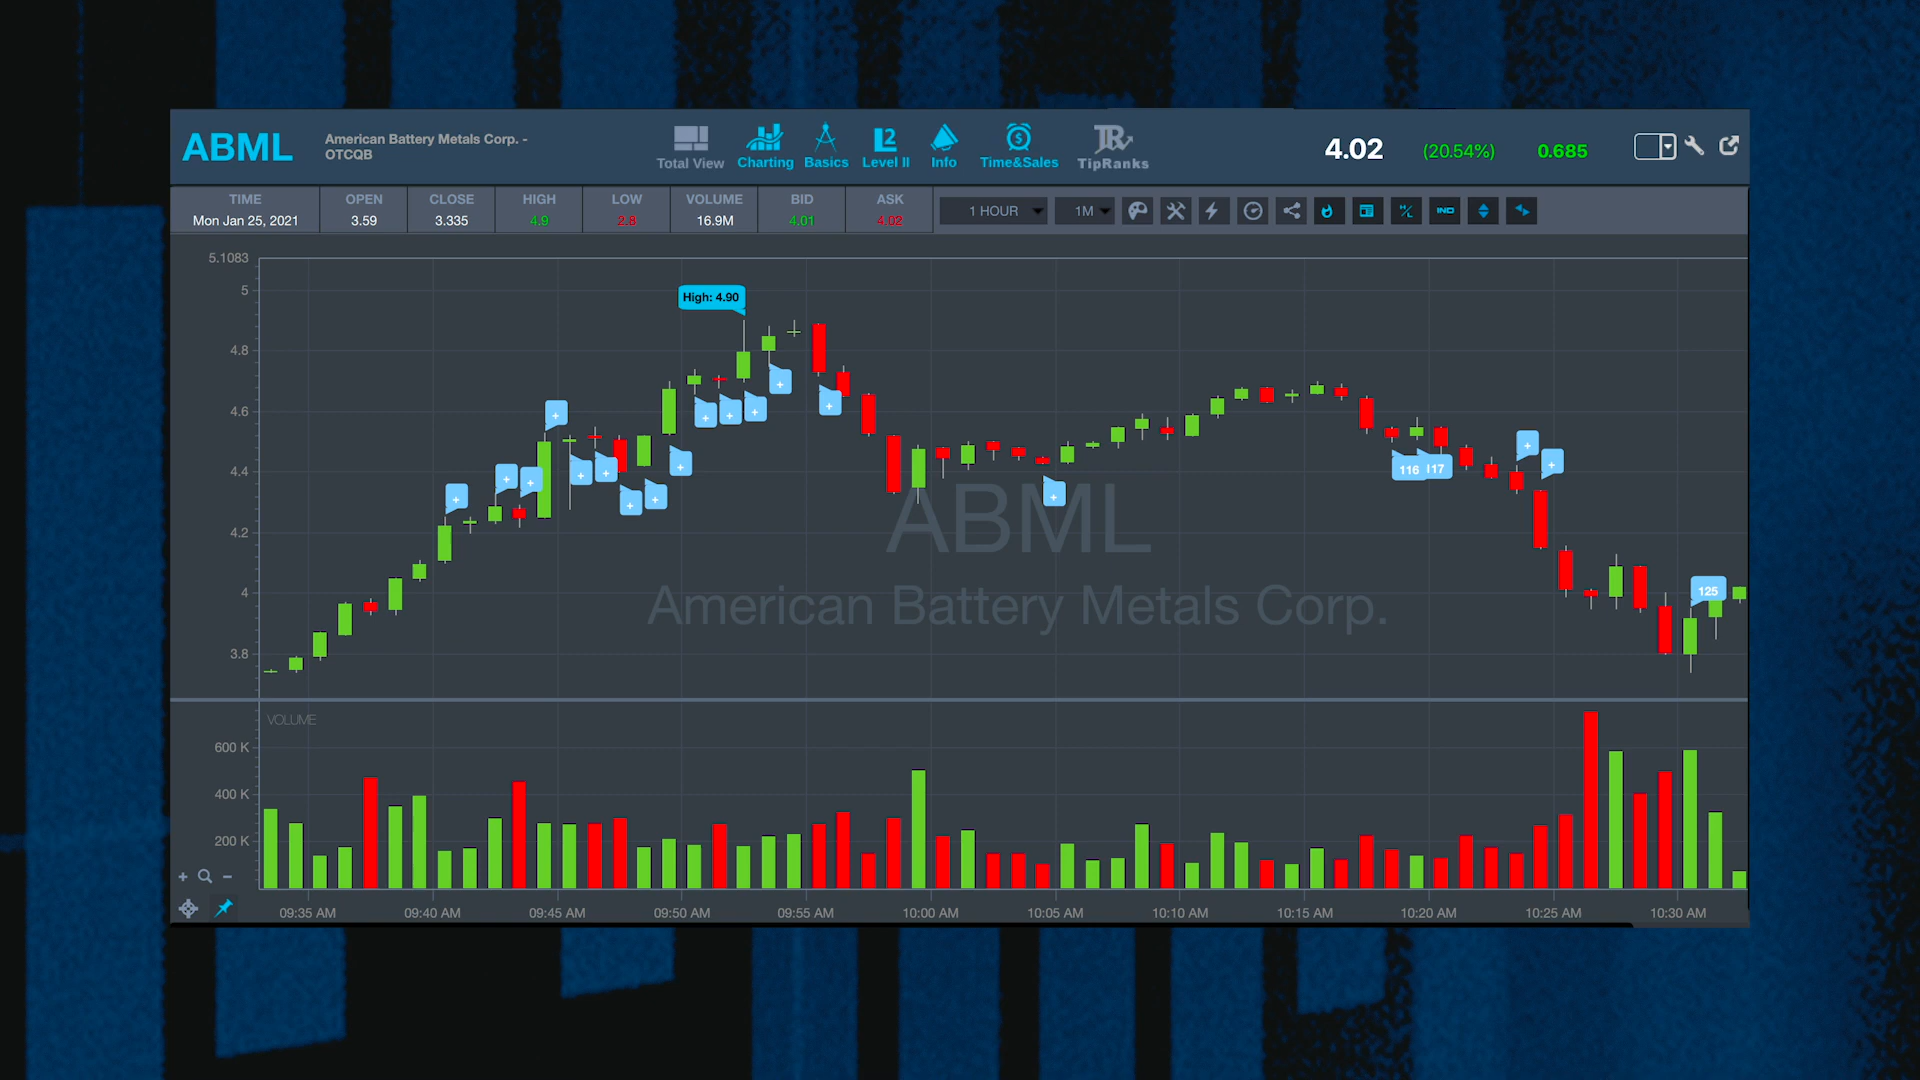 ABML
American Battery Metals Corp. -
OTCQB
Total View
Charting
Basics
L2
Level II
Info
$
Time&Sales
TR
TipRanks
4.02
(20.54%)
0.685
TIME
OPEN
CLOSE
HIGH
LOW
VOLUME
BID
ASK
Mon Jan 25, 2021
3.59
3.335
4.9
2.8
16.9M
4.01
4.02
1 HOUR
1M
H/L
IND
5.1083
5
4.8
4.6
4.4
4.2
4
3.8
High: 4.90
116
117
125
ABML
American Battery Metals Corp.
VOLUME
600 K
400 K
200 K
09:35 AM
09:40 AM
09:45 AM
09:50 AM
09:55 AM
10:00 AM
10:05 AM
10:10 AM
10:15 AM
10:20 AM
10:25 AM
10:30 AM